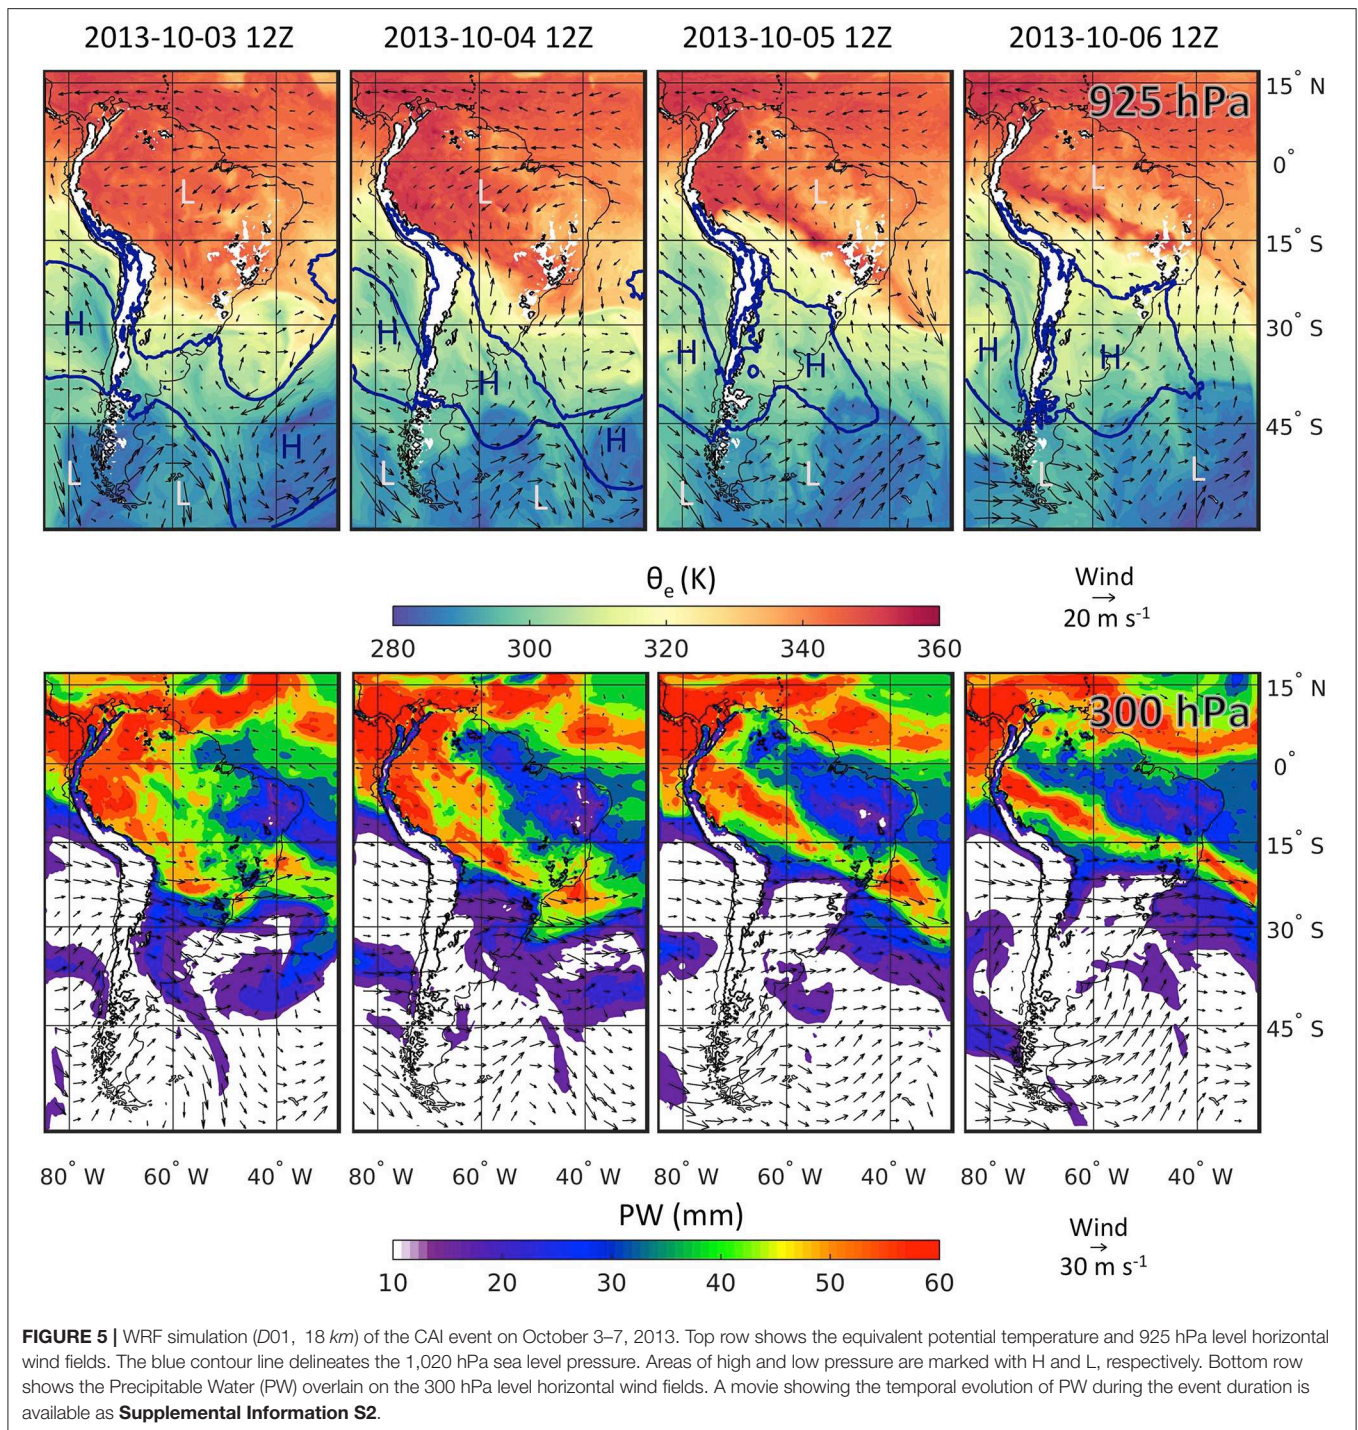 2013-10-03 12Z 2013-10-04 12Z 2013-10-05 12Z 2013-10-06 12Z
925 hPa
15° N
0°
15° S
30° S
45° S
L L L L
H H H H
H H H
H H
L L L L
L L L L
θe (K)
280 300 320 340 360
Wind
20 m s-1
300 hPa
15° N
0°
15° S
30° S
45° S
80° W 60° W 40° W 80° W 60° W 40° W 80° W 60° W 40° W 80° W 60° W 40° W
PW (mm)
10 20 30 40 50 60
Wind
30 m s-1
FIGURE 5 | WRF simulation (D01, 18 km) of the CAI event on October 3–7, 2013. Top row shows the equivalent potential temperature and 925 hPa level horizontal
wind fields. The blue contour line delineates the 1,020 hPa sea level pressure. Areas of high and low pressure are marked with H and L, respectively. Bottom row
shows the Precipitable Water (PW) overlain on the 300 hPa level horizontal wind fields. A movie showing the temporal evolution of PW during the event duration is
available as Supplemental Information S2.